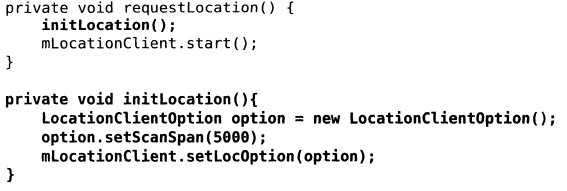 private void requestLocation() {
    initLocation();
    mLocationClient.start();
}

private void initLocation(){
    LocationClientOption option = new LocationClientOption();
    option.setScanSpan(5000);
    mLocationClient.setLocOption(option);
}